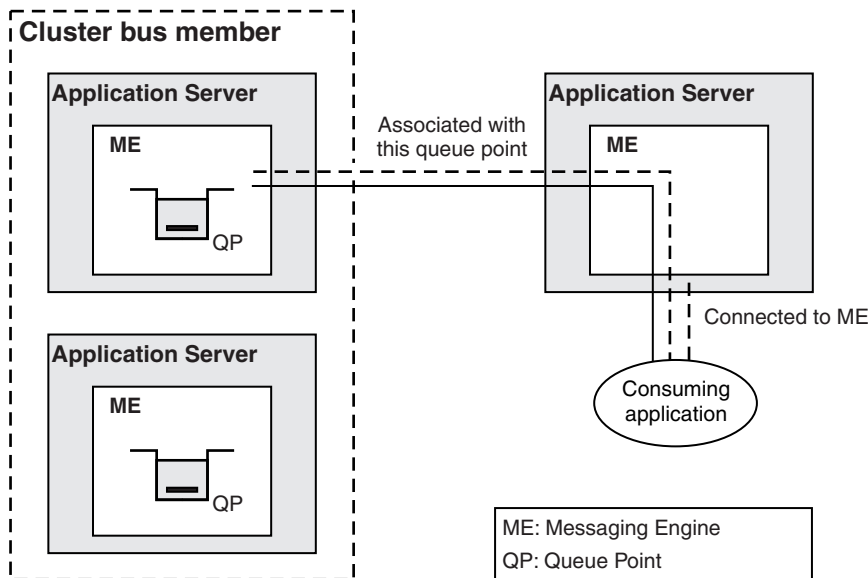 Cluster bus member
Application Server
ME
QP
Application Server
ME
QP
Associated with
this queue point
Application Server
ME
Connected to ME
Consuming
application
ME: Messaging Engine
QP: Queue Point